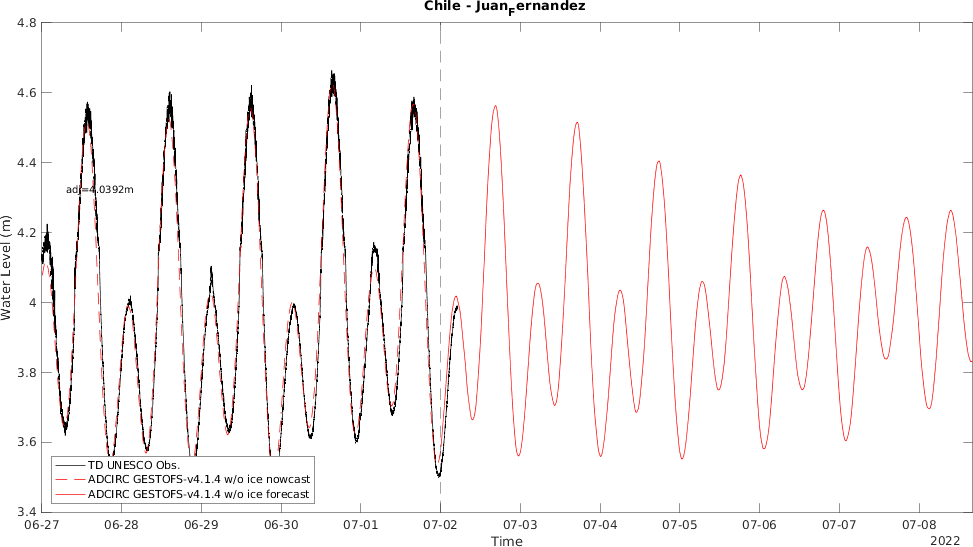 Chile - Juan_Fernandez
4.8
4.6
4.4
4.2
4
3.8
3.6
3.4
Water Level (m)
adj=4.0392m
TD UNESCO Obs.
ADCIRC GESTOFS-v4.1.4 w/o ice nowcast
ADCIRC GESTOFS-v4.1.4 w/o ice forecast
06-27 06-28 06-29 06-30 07-01 07-02 07-03 07-04 07-05 07-06 07-07 07-08
Time
2022